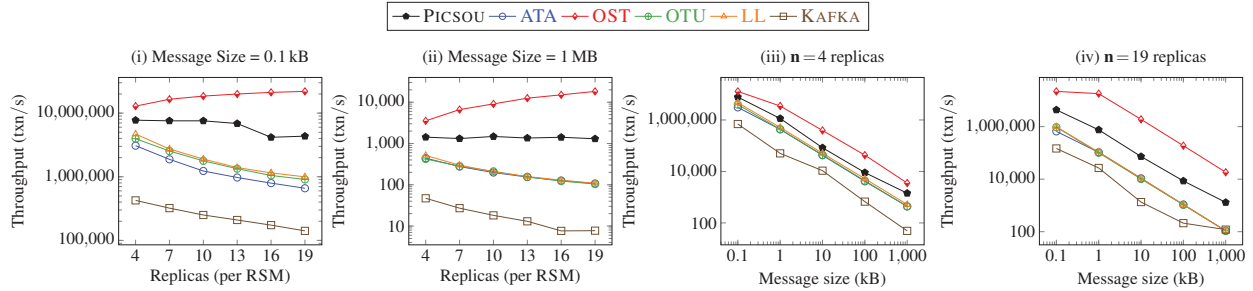 PICSOU ATA OST OTU LL KAFKA
(i) Message Size = 0.1 kB
Throughput (txn/s)
10,000,000
1,000,000
100,000
4 7 10 13 16 19
Replicas (per RSM)
(ii) Message Size = 1 MB
Throughput (txn/s)
10,000
1,000
100
10
4 7 10 13 16 19
Replicas (per RSM)
(iii) n = 4 replicas
Throughput (txn/s)
1,000,000
10,000
100
0.1 1 10 100 1,000
Message size (kB)
(iv) n = 19 replicas
Throughput (txn/s)
1,000,000
10,000
100
0.1 1 10 100 1,000
Message size (kB)